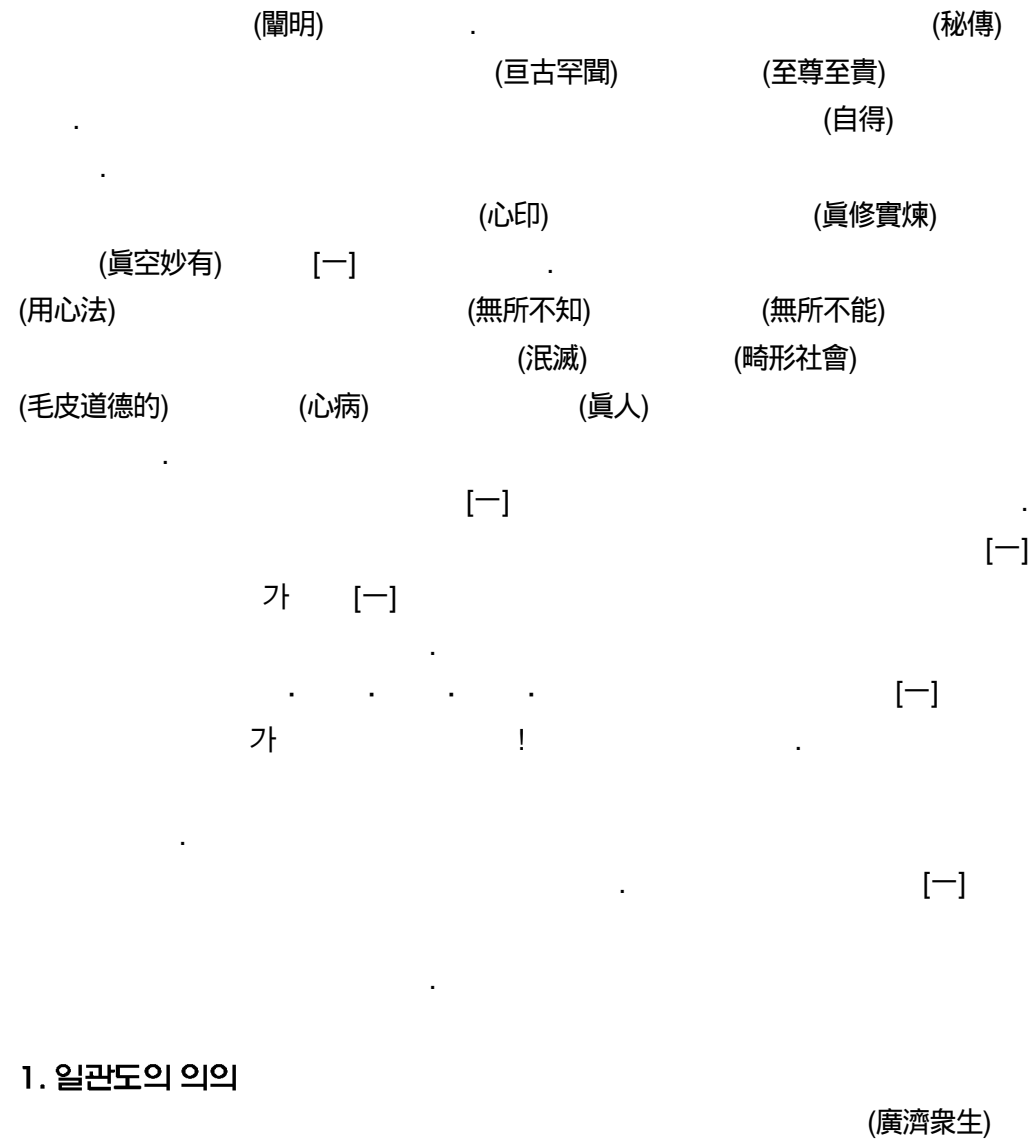 (闡明) .                (秘傳)
(亘古罕聞) (至尊至貴)
. (自得)
.
(心印) (眞修實煉)
(眞空妙有) [一] .
(用心法) (無所不知) (無所不能)
(泯滅) (畸形社會)
(毛皮道德的) (心病) (眞人)
.
[一] .
[一]
가 [一]
.
· · · · [一]
가 ! .
.
. [一]
.
1. 일관도의 의의
(廣濟衆生)